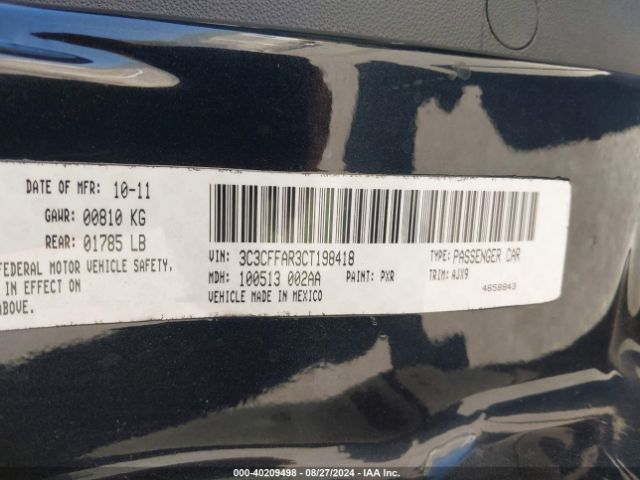 DATE OF MFR: 10-11
GAWR: 00810 KG
REAR: 01785 LB
FEDERAL MOTOR VEHICLE SAFETY,
IN EFFECT ON
ABOVE.
VIN: 3C3CFFAR3CT198418 TYPE: PASSENGER CAR
MDH: 100513 002AA PAINT: PXR TRIM: AJX9
VEHICLE MADE IN MEXICO 4658843
000-40209498 - 08/27/2024 - IAA Inc.